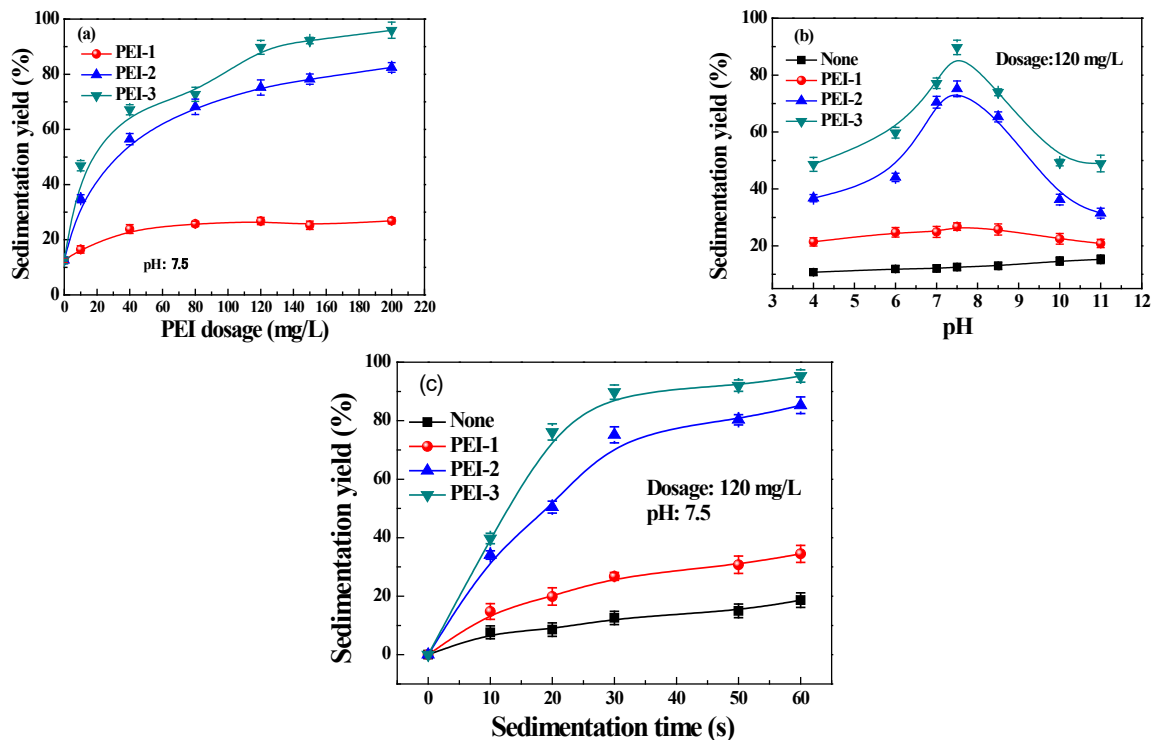 (a)
PEI-1
PEI-2
PEI-3
pH: 7.5
Sedimentation yield (%)
0
20
40
60
80
100
0 20 40 60 80 100 120 140 160 180 200 220
PEI dosage (mg/L)
(b)
Dosage:120 mg/L
None
PEI-1
PEI-2
PEI-3
Sedimentation yield (%)
20
40
60
80
100
3 4 5 6 7 8 9 10 11 12
pH
(c)
None
PEI-1
PEI-2
PEI-3
Dosage: 120 mg/L
pH: 7.5
Sedimentation yield (%)
0
20
40
60
80
100
0 10 20 30 40 50 60
Sedimentation time (s)